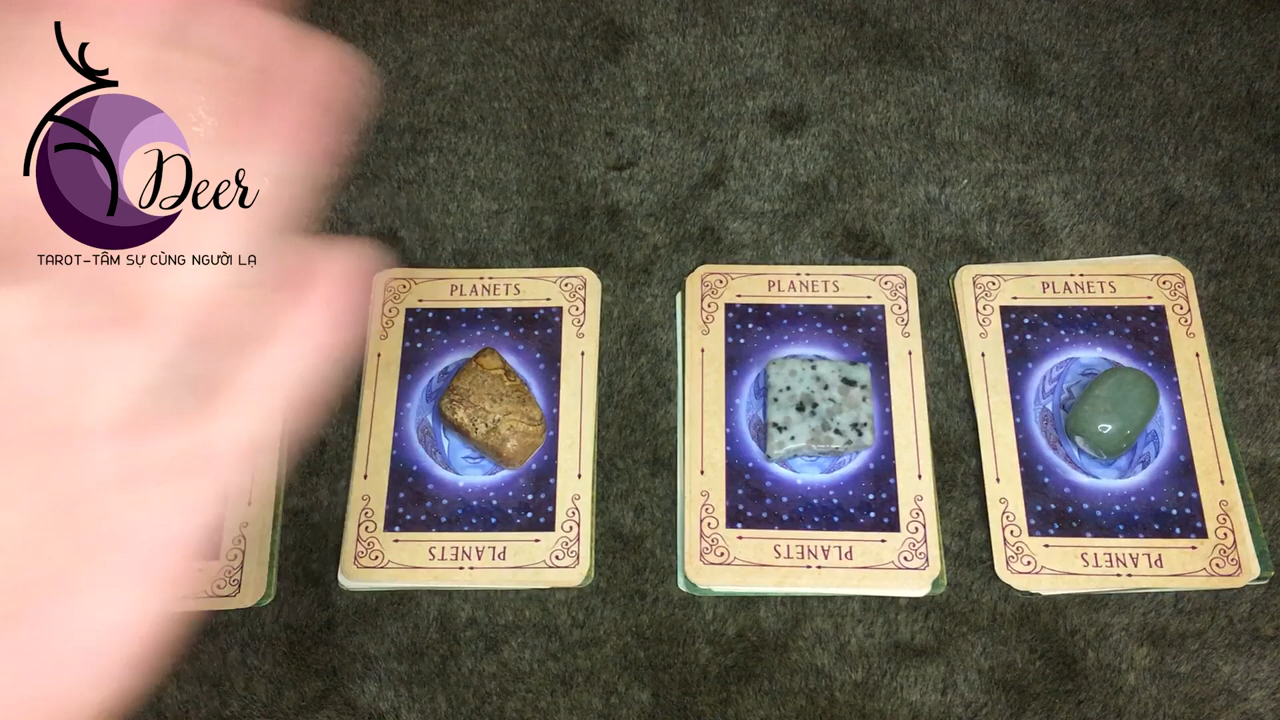 Deer
TAROT-TÂM SỰ CÙNG NGƯỜI LẠ
PLANETS
PLANETS
PLANETS
PLANETS
PLANETS
PLANETS